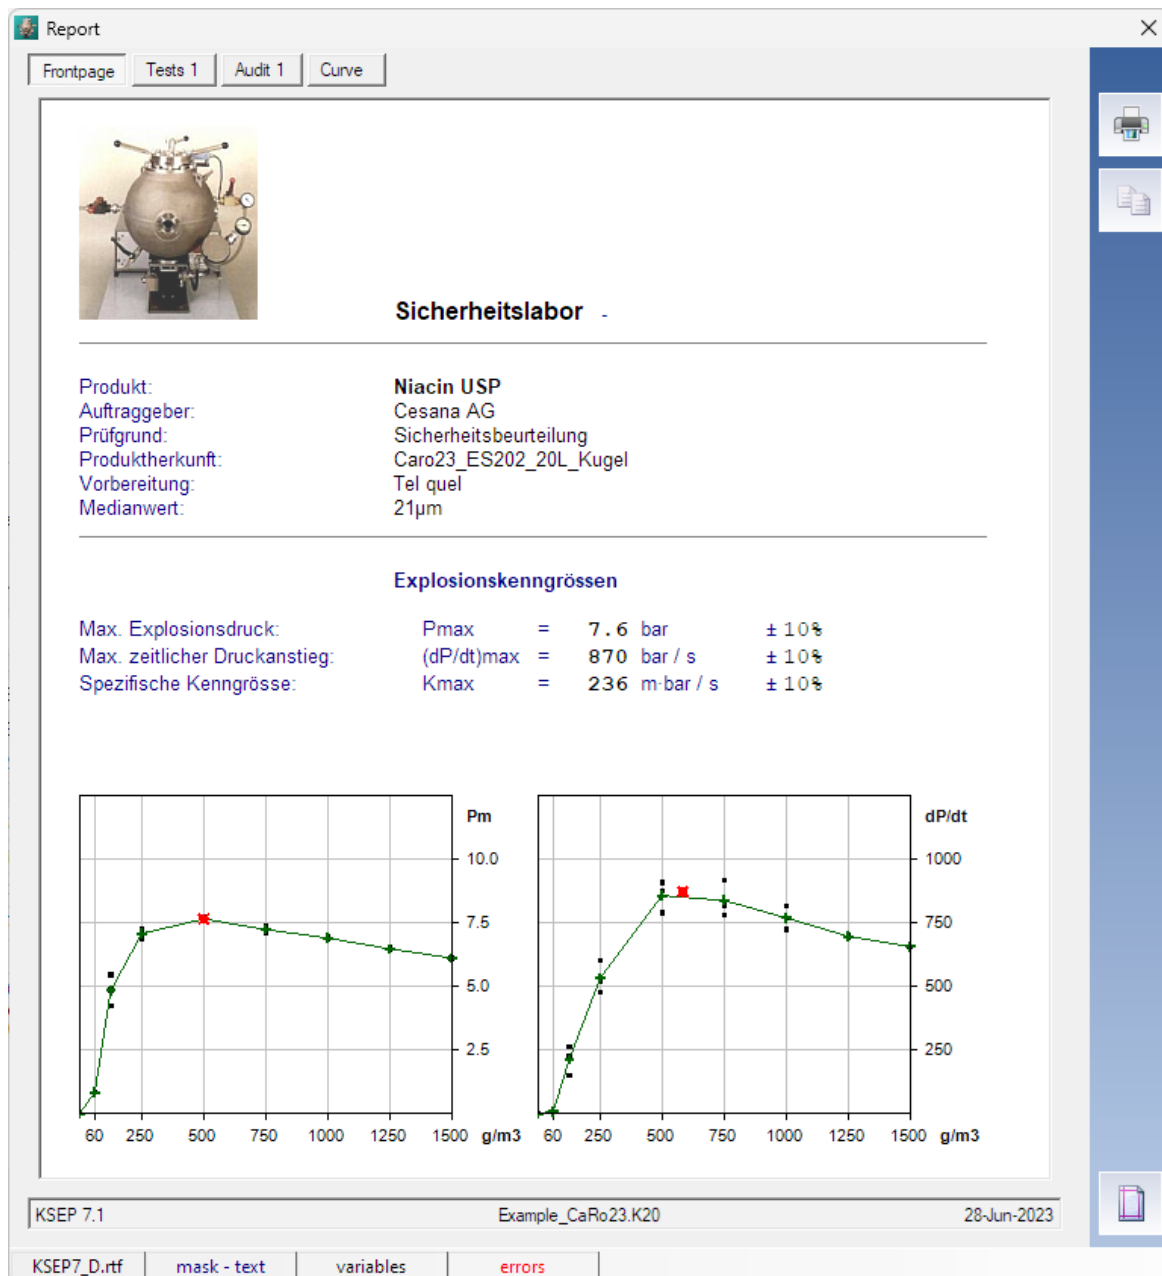 Report
Frontpage Tests 1 Audit 1 Curve
Sicherheitslabor -
Produkt: Niacin USP
Auftraggeber: Cesana AG
Prüfgrund: Sicherheitsbeurteilung
Produktherkunft: Caro23_ES202_20L_Kugel
Vorbereitung: Tel quel
Medianwert: 21µm
Explosionskenngrössen
Max. Explosionsdruck: Pmax = 7.6 bar ± 10%
Max. zeitlicher Druckanstieg: (dP/dt)max = 870 bar / s ± 10%
Spezifische Kenngrösse: Kmax = 236 m·bar / s ± 10%
Pm
10.0
7.5
5.0
2.5
60 250 500 750 1000 1250 1500 g/m3
dP/dt
1000
750
500
250
60 250 500 750 1000 1250 1500 g/m3
KSEP 7.1 Example_CaRo23.K20 28-Jun-2023
KSEP7_D.rtf mask - text variables errors